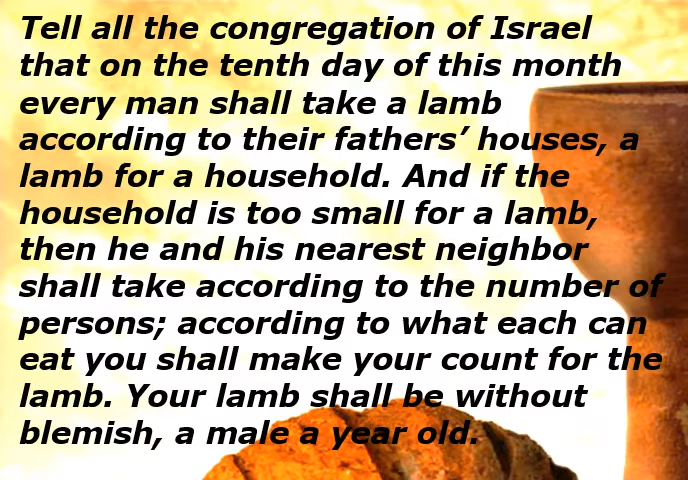 Tell all the congregation of Israel
that on the tenth day of this month
every man shall take a lamb
according to their fathers’ houses, a
lamb for a household. And if the
household is too small for a lamb,
then he and his nearest neighbor
shall take according to the number of
persons; according to what each can
eat you shall make your count for the
lamb. Your lamb shall be without
blemish, a male a year old.